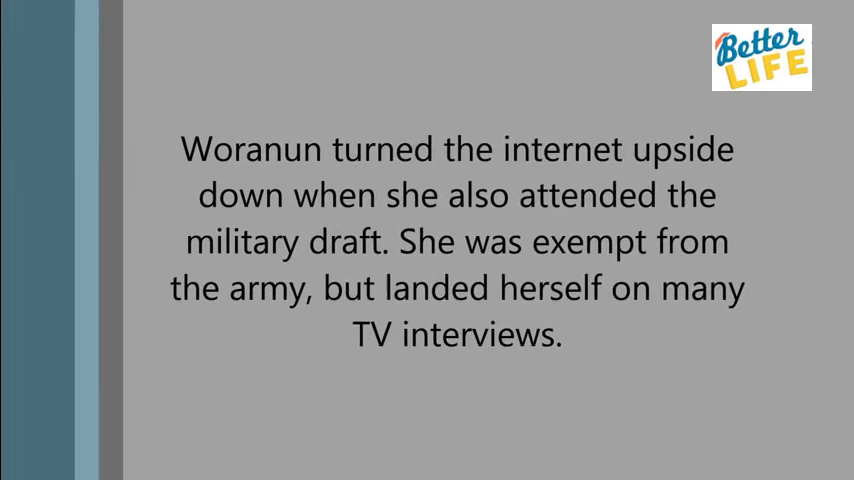 Better
LIFE
Woranun turned the internet upside
down when she also attended the
military draft. She was exempt from
the army, but landed herself on many
TV interviews.